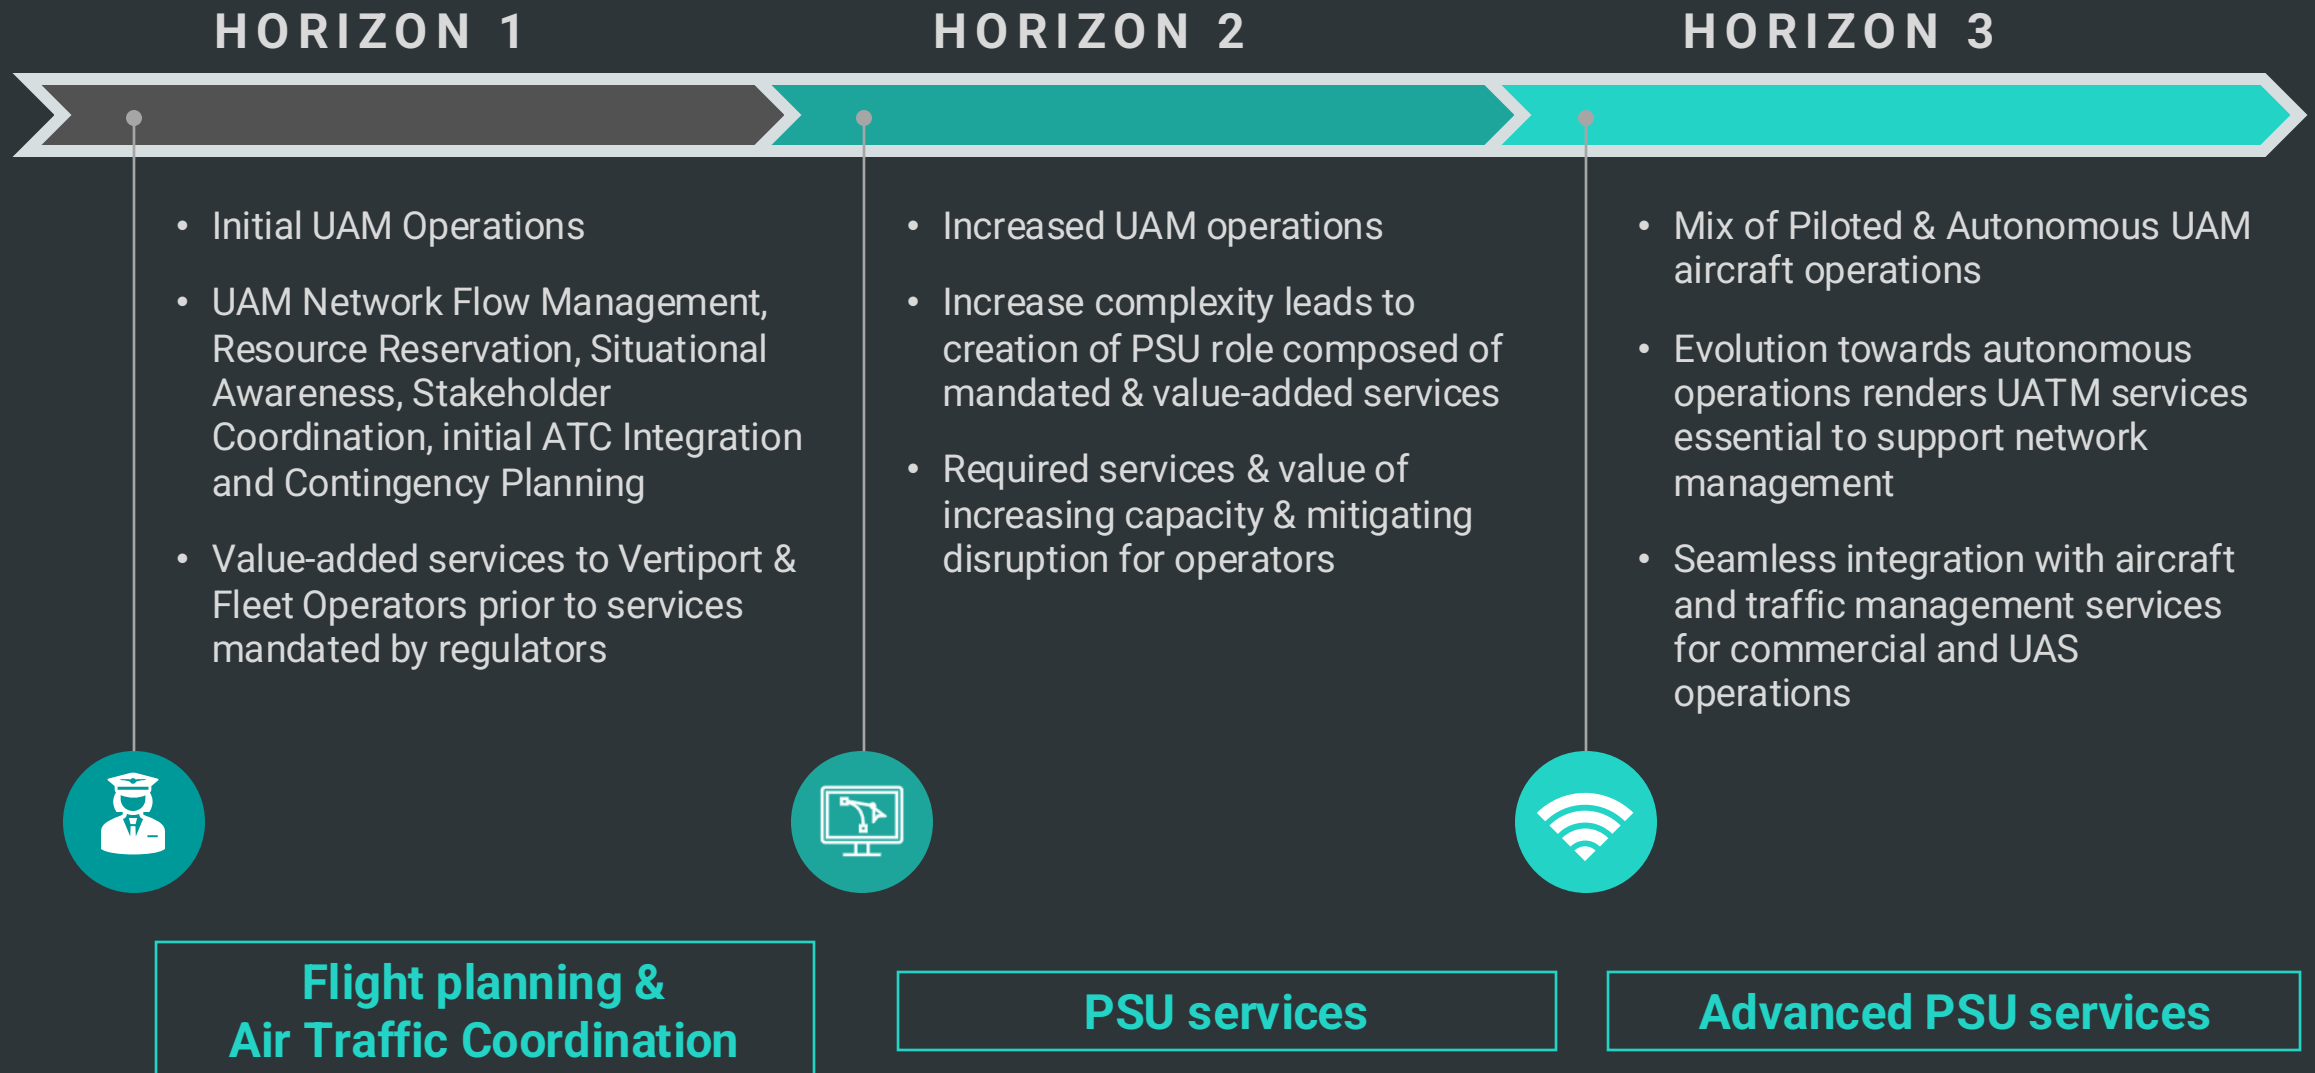 HORIZON 1
HORIZON 2
HORIZON 3
• Initial UAM Operations
• UAM Network Flow Management,
Resource Reservation, Situational
Awareness, Stakeholder
Coordination, initial ATC Integration
and Contingency Planning
• Value-added services to Vertiport &
Fleet Operators prior to services
mandated by regulators
• Increased UAM operations
• Increase complexity leads to
creation of PSU role composed of
mandated & value-added services
• Required services & value of
increasing capacity & mitigating
disruption for operators
• Mix of Piloted & Autonomous UAM
aircraft operations
• Evolution towards autonomous
operations renders UATM services
essential to support network
management
• Seamless integration with aircraft
and traffic management services
for commercial and UAS
operations
Flight planning &
Air Traffic Coordination
PSU services
Advanced PSU services